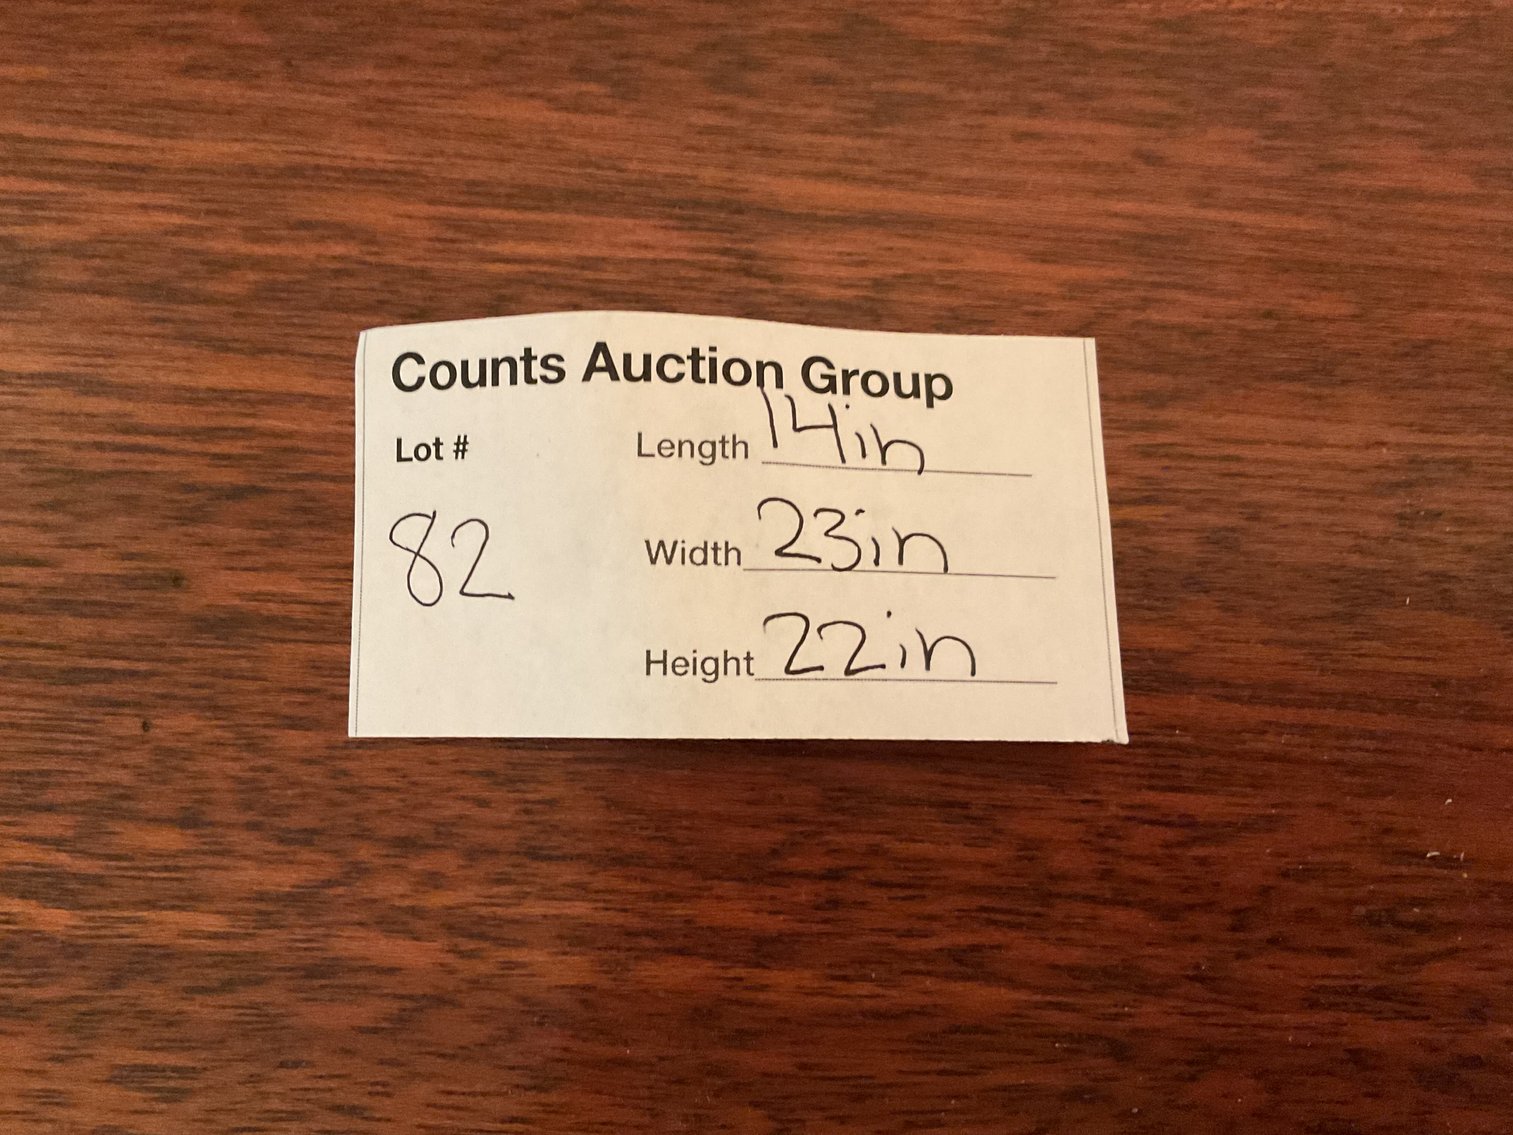 Counts Auction Group
Lot #
82
Length 14in
Width 23in
Height 22in